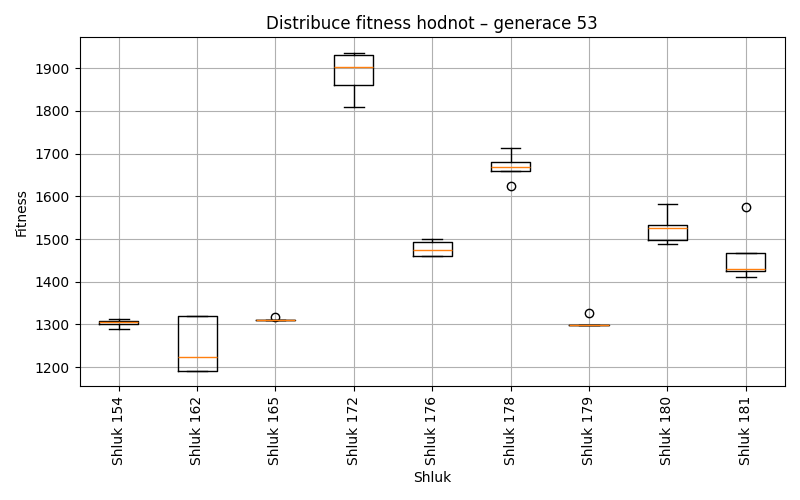 Distribuce fitness hodnot – generace 53
Fitness
1900
1800
1700
1600
1500
1400
1300
1200
Shluk 154
Shluk 162
Shluk 165
Shluk 172
Shluk 176
Shluk 178
Shluk 179
Shluk 180
Shluk 181
Shluk